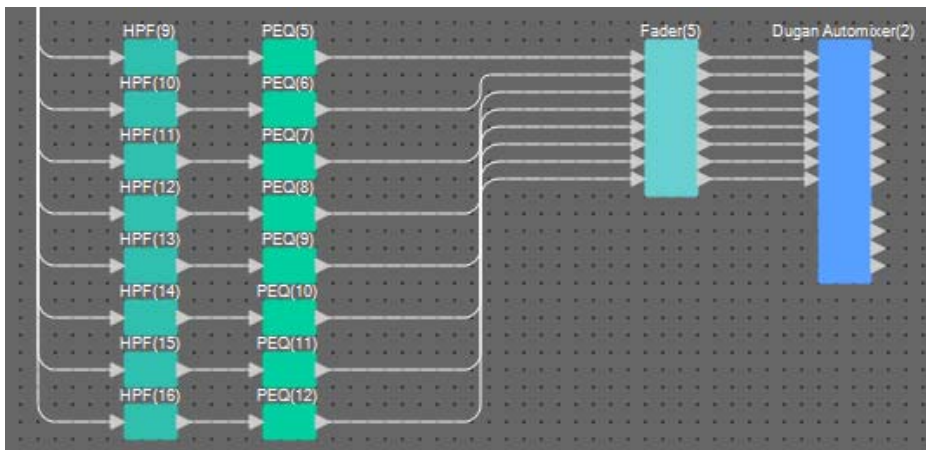 HPF(9) PEQ(5) Fader(5) Dugan Automixer(2)
HPF(10) PEQ(6)
HPF(11) PEQ(7)
HPF(12) PEQ(8)
HPF(13) PEQ(9)
HPF(14) PEQ(10)
HPF(15) PEQ(11)
HPF(16) PEQ(12)